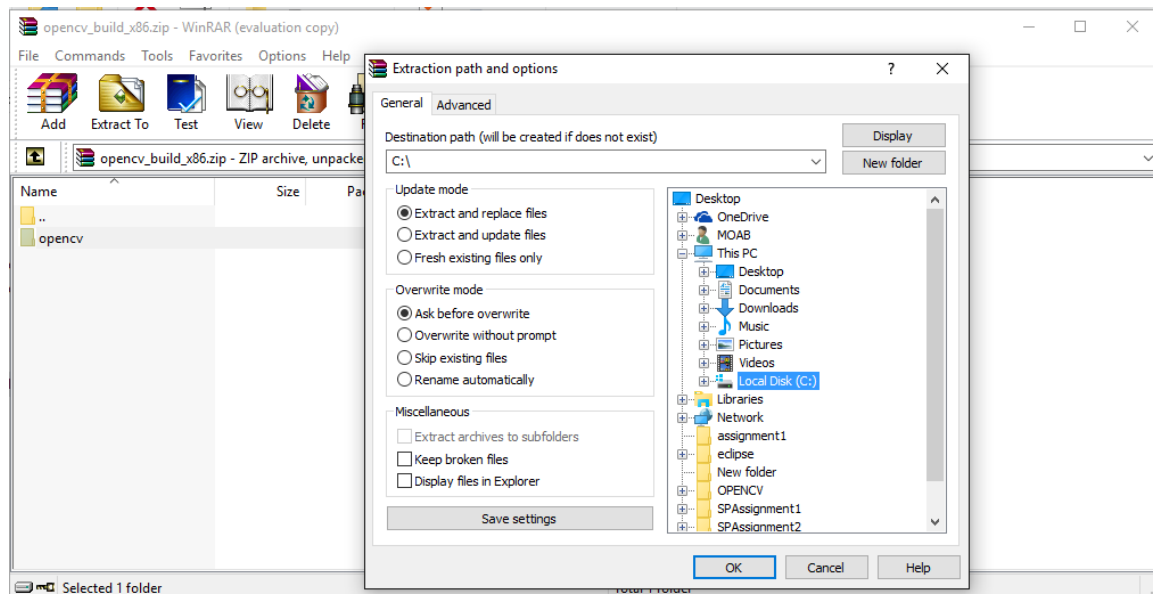 opencv_build_x86.zip - WinRAR (evaluation copy)
File Commands Tools Favorites Options Help
Add Extract To Test View Delete
opencv_build_x86.zip - ZIP archive, unpacke
Name Size Pa
..
opencv
Selected 1 folder
Total 1 folder
Extraction path and options
?
General Advanced
Destination path (will be created if does not exist)
Display
C:\
New folder
Update mode
Extract and replace files
Extract and update files
Fresh existing files only
Overwrite mode
Ask before overwrite
Overwrite without prompt
Skip existing files
Rename automatically
Miscellaneous
Extract archives to subfolders
Keep broken files
Display files in Explorer
Save settings
Desktop
OneDrive
MOAB
This PC
Desktop
Documents
Downloads
Music
Pictures
Videos
Local Disk (C:)
Libraries
Network
assignment1
eclipse
New folder
OPENCV
SPAssignment1
SPAssignment2
OK Cancel Help